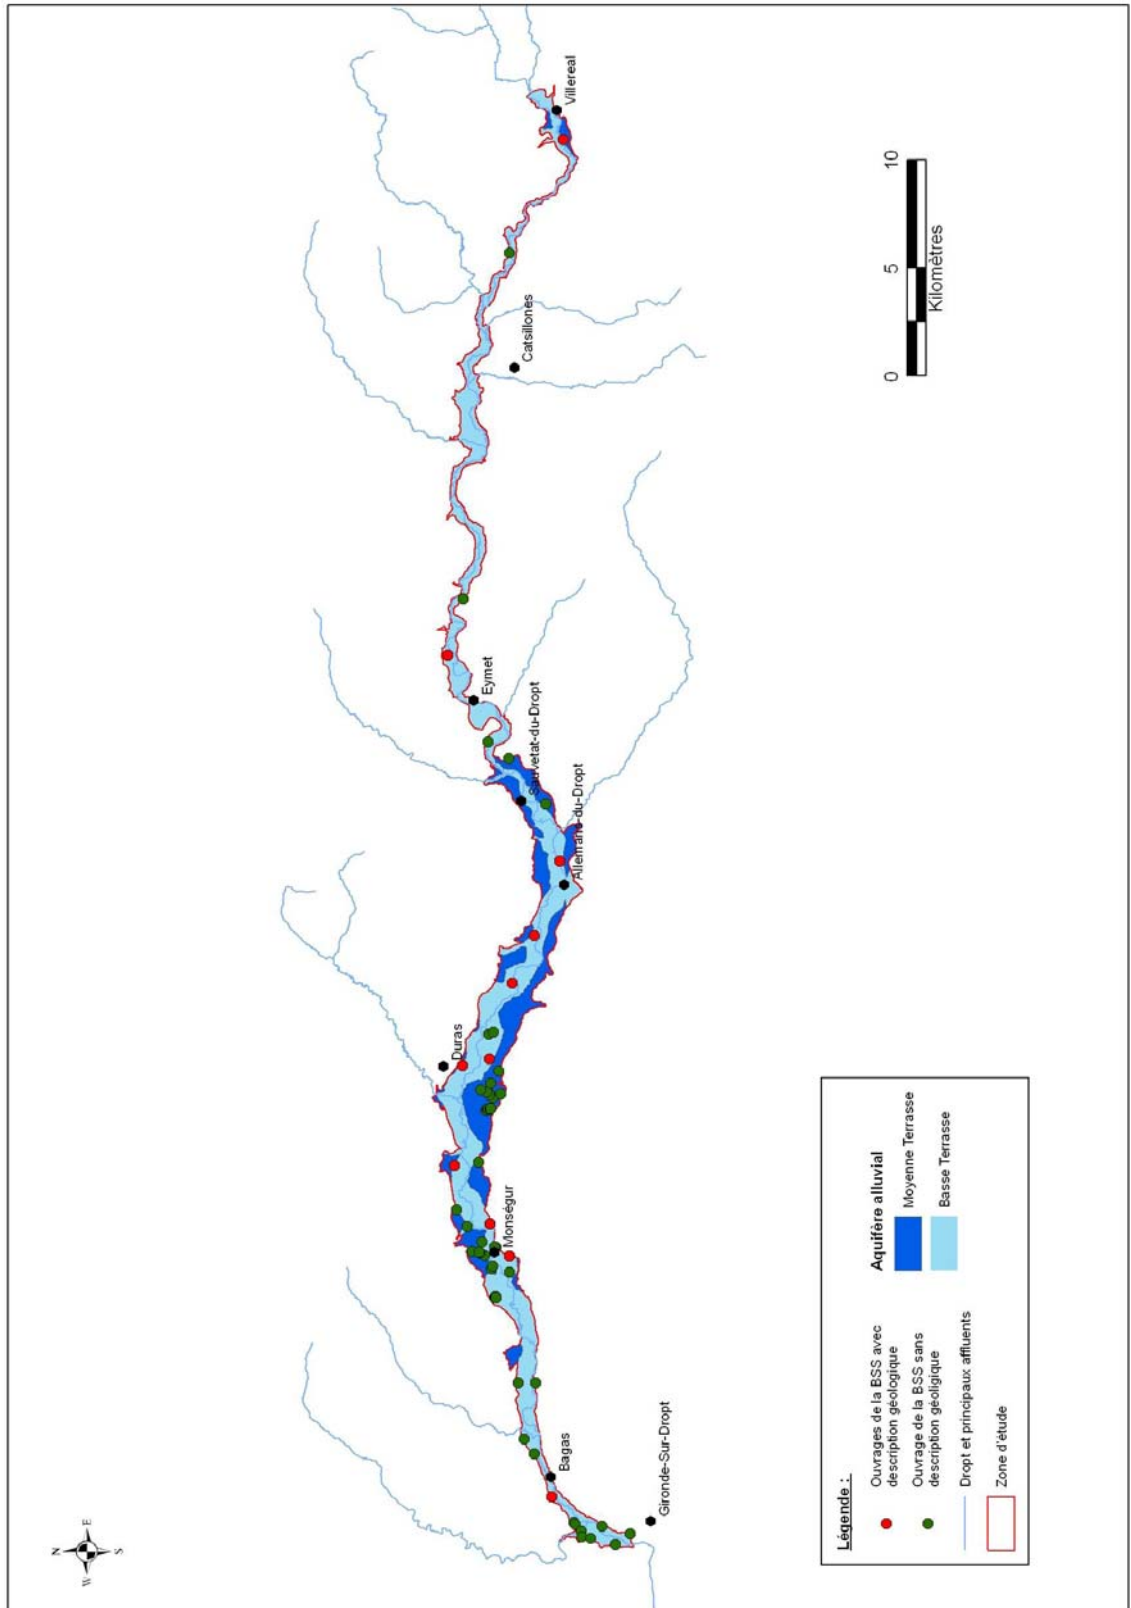 N
E
S
W
Villereal
Catsillones
Eymet
Sauvetat-du-Dropt
Allemans-du-Dropt
Duras
Monségur
Bagas
Gironde-Sur-Dropt
0 5 10
Kilomètres
Légende :
Ouvrages de la BSS avec
description géologique
Ouvrage de la BSS sans
description géoligique
Dropt et principaux affluents
Zone d'étude
Aquifère alluvial
Moyenne Terrasse
Basse Terrasse